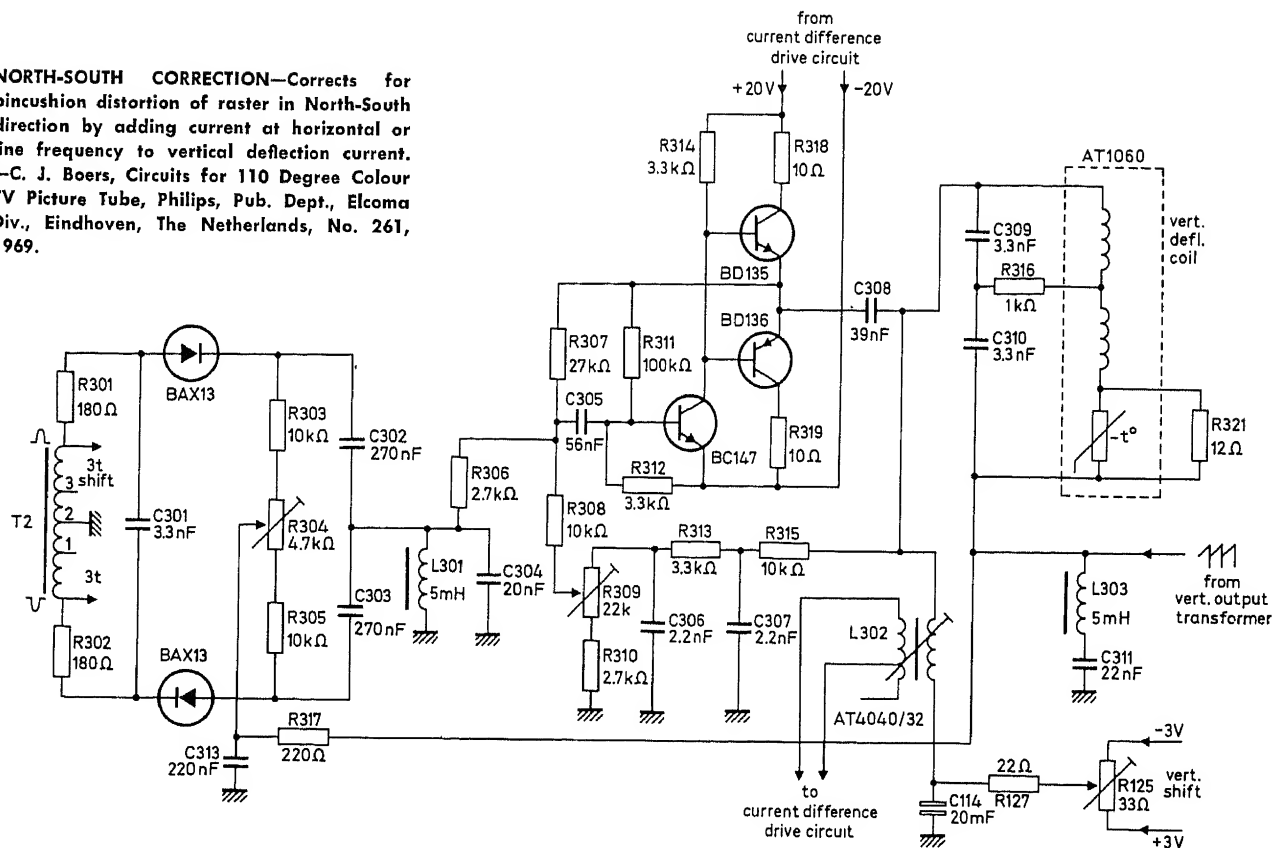 NORTH-SOUTH CORRECTION—Corrects for
pincushion distortion of raster in North-South
direction by adding current at horizontal or
line frequency to vertical deflection current.
—C. J. Boers, Circuits for 110 Degree Colour
TV Picture Tube, Philips, Pub. Dept., Elcoma
Div., Eindhoven, The Netherlands, No. 261,
1969.
from
current difference
drive circuit
+20V
-20V
R314
3.3kΩ
R318
10Ω
BD135
BD136
C308
39nF
R307
27kΩ
R311
100kΩ
C305
56nF
BC147
R319
10Ω
R312
3.3kΩ
AT1060
vert.
defl.
coil
C309
3.3nF
R316
1kΩ
C310
3.3nF
-t°
R321
12Ω
BAX13
R301
180Ω
3t
shift
3
2
1
T2
3t
R302
180Ω
C301
3.3nF
R303
10kΩ
R304
4.7kΩ
R305
10kΩ
C302
270nF
C303
270nF
BAX13
R306
2.7kΩ
L301
5mH
C304
20nF
R308
10kΩ
R309
22k
R310
2.7kΩ
R313
3.3kΩ
R315
10kΩ
C306
2.2nF
C307
2.2nF
L302
AT4040/32
from
vert. output
transformer
L303
5mH
C311
22nF
R317
220Ω
C313
220nF
to
current difference
drive circuit
22Ω
R127
C114
20mF
-3V
R125
33Ω
vert.
shift
+3V